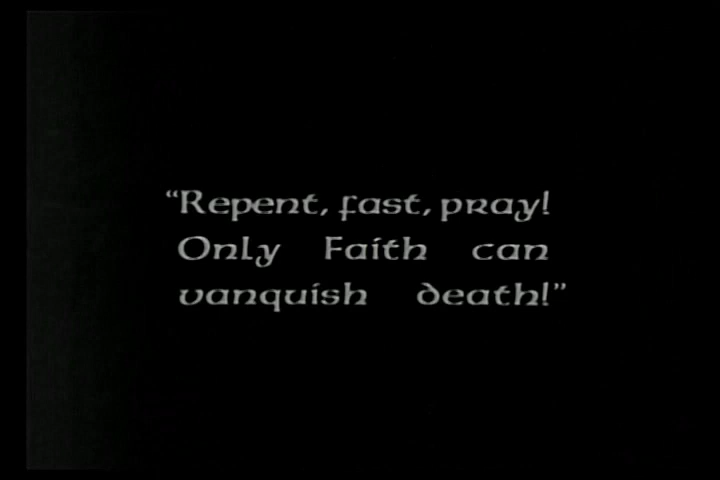 “Repent, fast, pray!
Only Faith can
vanquish death!”